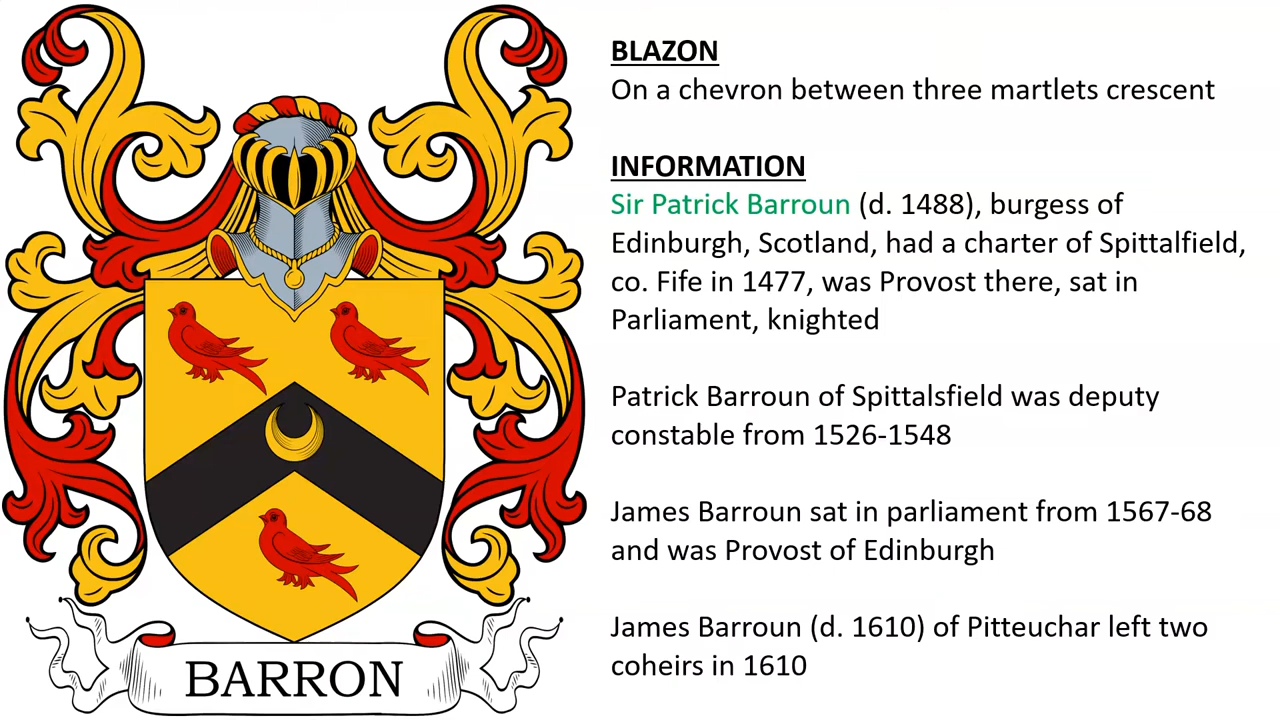 BLAZON
On a chevron between three martlets crescent
INFORMATION
Sir Patrick Barroun (d. 1488), burgess of
Edinburgh, Scotland, had a charter of Spittalfield,
co. Fife in 1477, was Provost there, sat in
Parliament, knighted
Patrick Barroun of Spittalsfield was deputy
constable from 1526-1548
James Barroun sat in parliament from 1567-68
and was Provost of Edinburgh
James Barroun (d. 1610) of Pitteuchar left two
coheirs in 1610
BARRON